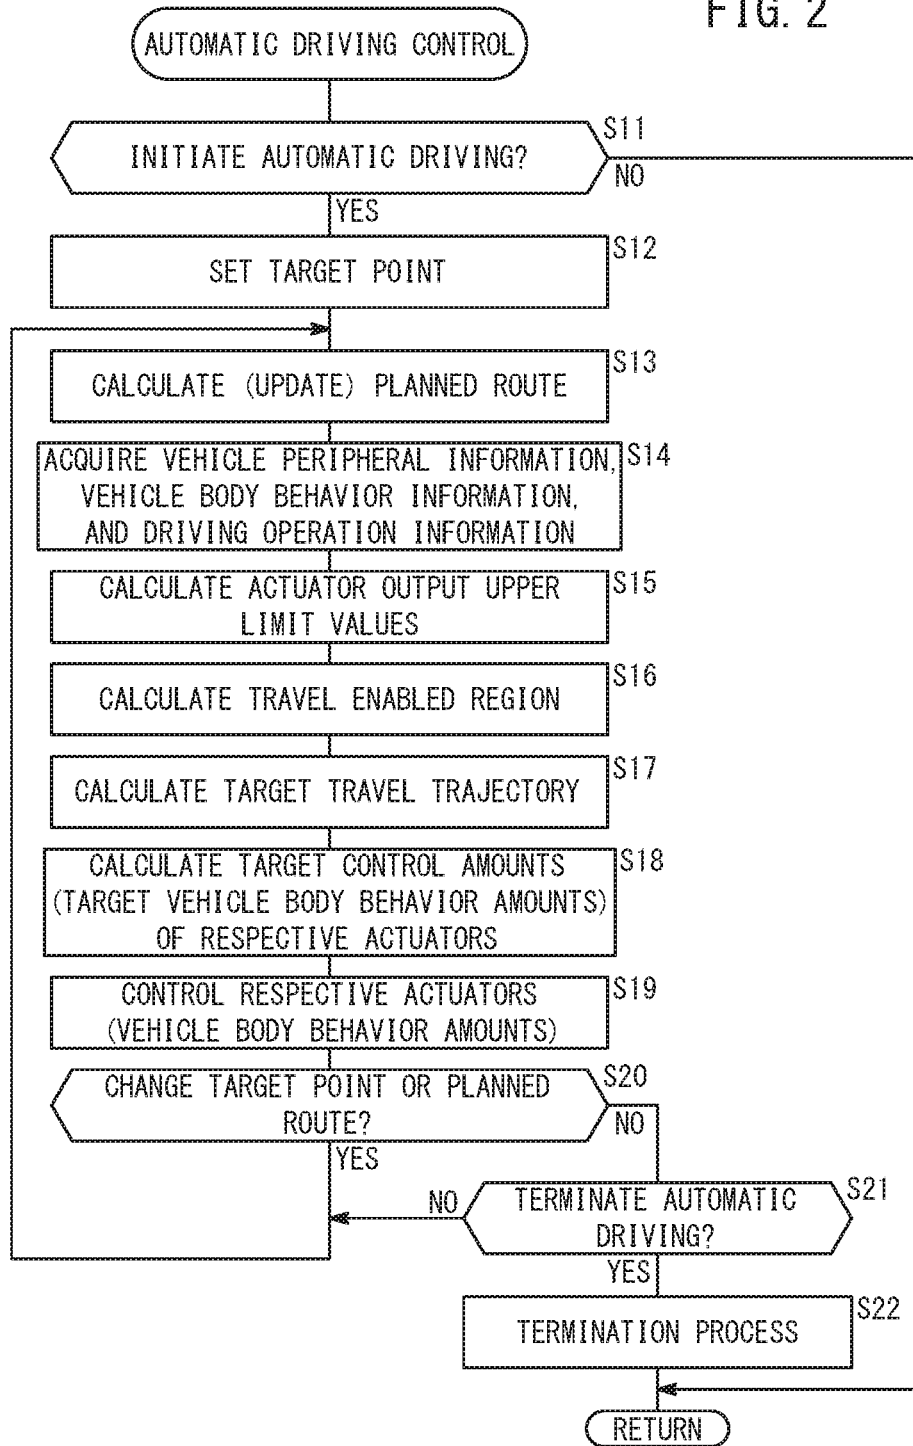 FIG. 2
AUTOMATIC DRIVING CONTROL
S11
INITIATE AUTOMATIC DRIVING?
NO
YES
S12
SET TARGET POINT
S13
CALCULATE (UPDATE) PLANNED ROUTE
S14
ACQUIRE VEHICLE PERIPHERAL INFORMATION,
VEHICLE BODY BEHAVIOR INFORMATION,
AND DRIVING OPERATION INFORMATION
S15
CALCULATE ACTUATOR OUTPUT UPPER
LIMIT VALUES
S16
CALCULATE TRAVEL ENABLED REGION
S17
CALCULATE TARGET TRAVEL TRAJECTORY
S18
CALCULATE TARGET CONTROL AMOUNTS
(TARGET VEHICLE BODY BEHAVIOR AMOUNTS)
OF RESPECTIVE ACTUATORS
S19
CONTROL RESPECTIVE ACTUATORS
(VEHICLE BODY BEHAVIOR AMOUNTS)
S20
CHANGE TARGET POINT OR PLANNED
ROUTE?
NO
YES
S21
NO
TERMINATE AUTOMATIC
DRIVING?
YES
S22
TERMINATION PROCESS
RETURN